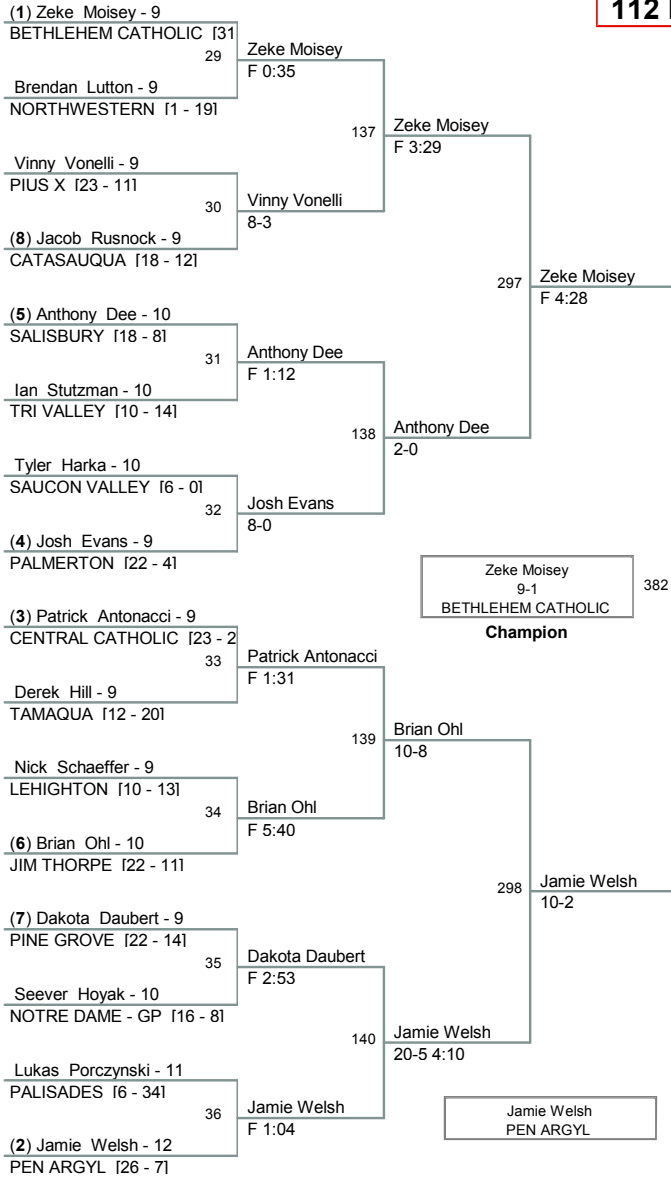 112
(1) Zeke Moisey - 9
BETHLEHEM CATHOLIC [31
29
Zeke Moisey
F 0:35
Brendan Lutton - 9
NORTHWESTERN [1 - 19]
137
Zeke Moisey
F 3:29
Vinny Vonelli - 9
PIUS X [23 - 11]
30
Vinny Vonelli
8-3
(8) Jacob Rusnock - 9
CATASAUQUA [18 - 12]
297
Zeke Moisey
F 4:28
(5) Anthony Dee - 10
SALISBURY [18 - 8]
31
Anthony Dee
F 1:12
Ian Stutzman - 10
TRI VALLEY [10 - 14]
138
Anthony Dee
2-0
Tyler Harka - 10
SAUCON VALLEY [6 - 0]
32
Josh Evans
8-0
(4) Josh Evans - 9
PALMERTON [22 - 4]
Zeke Moisey
9-1
BETHLEHEM CATHOLIC
382
Champion
(3) Patrick Antonacci - 9
CENTRAL CATHOLIC [23 - 2
33
Patrick Antonacci
F 1:31
Derek Hill - 9
TAMAQUA [12 - 20]
139
Brian Ohl
10-8
Nick Schaeffer - 9
LEHIGHTON [10 - 13]
34
Brian Ohl
F 5:40
(6) Brian Ohl - 10
JIM THORPE [22 - 11]
298
Jamie Welsh
10-2
(7) Dakota Daubert - 9
PINE GROVE [22 - 14]
35
Dakota Daubert
F 2:53
Seever Hoyak - 10
NOTRE DAME - GP [16 - 8]
140
Jamie Welsh
20-5 4:10
Lukas Porczynski - 11
PALISADES [6 - 34]
36
Jamie Welsh
F 1:04
(2) Jamie Welsh - 12
PEN ARGYL [26 - 7]
Jamie Welsh
PEN ARGYL